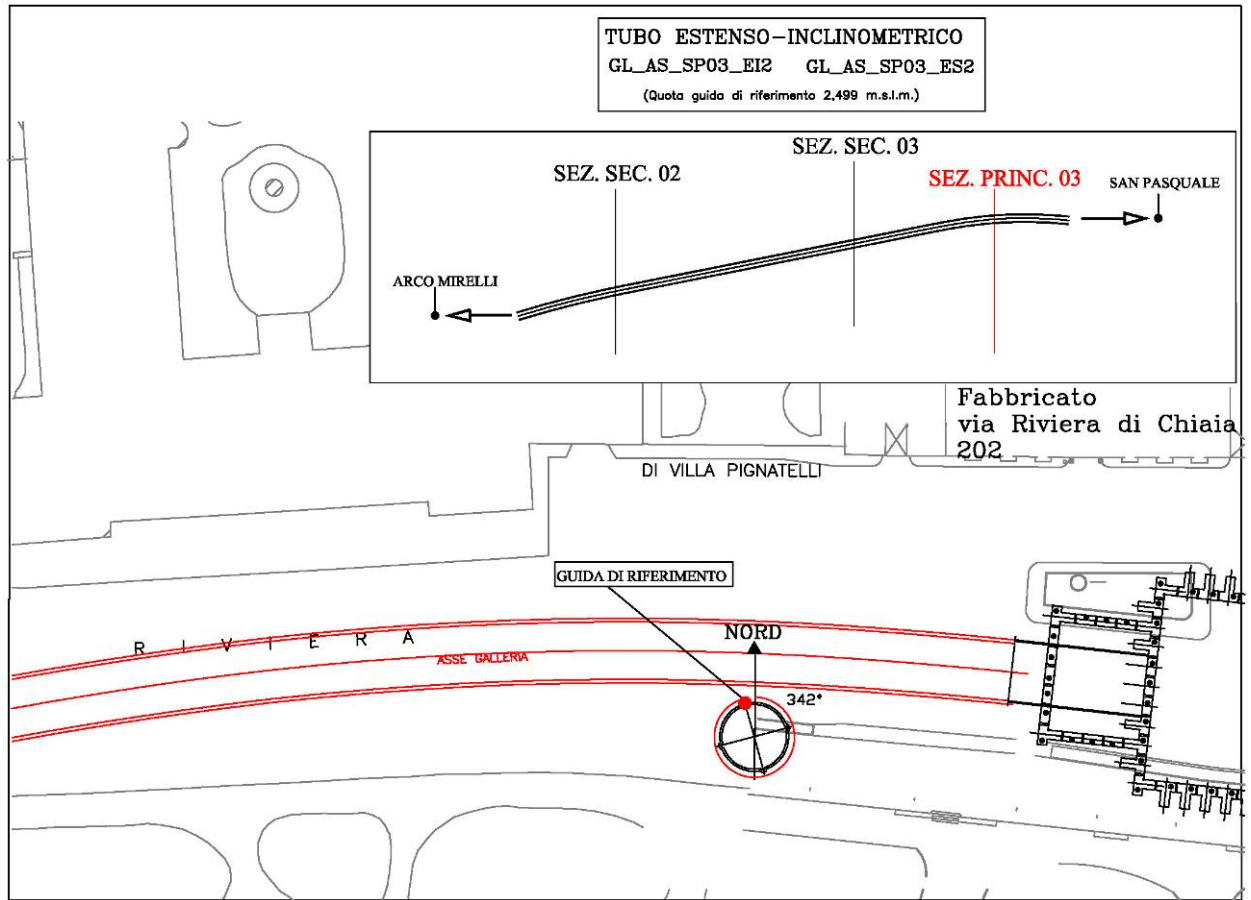 TUBO ESTENSO-INCLINOMETRICO
GL_AS_SP03_EI2 GL_AS_SP03_ES2
(Quota guida di riferimento 2,499 m.s.l.m.)
SEZ. SEC. 02
SEZ. SEC. 03
SEZ. PRINC. 03
SAN PASQUALE
ARCO MIRELLI
Fabbricato
via Riviera di Chiaia
202
DI VILLA PIGNATELLI
GUIDA DI RIFERIMENTO
RIVIERA
NORD
ASSE GALLERIA
342°